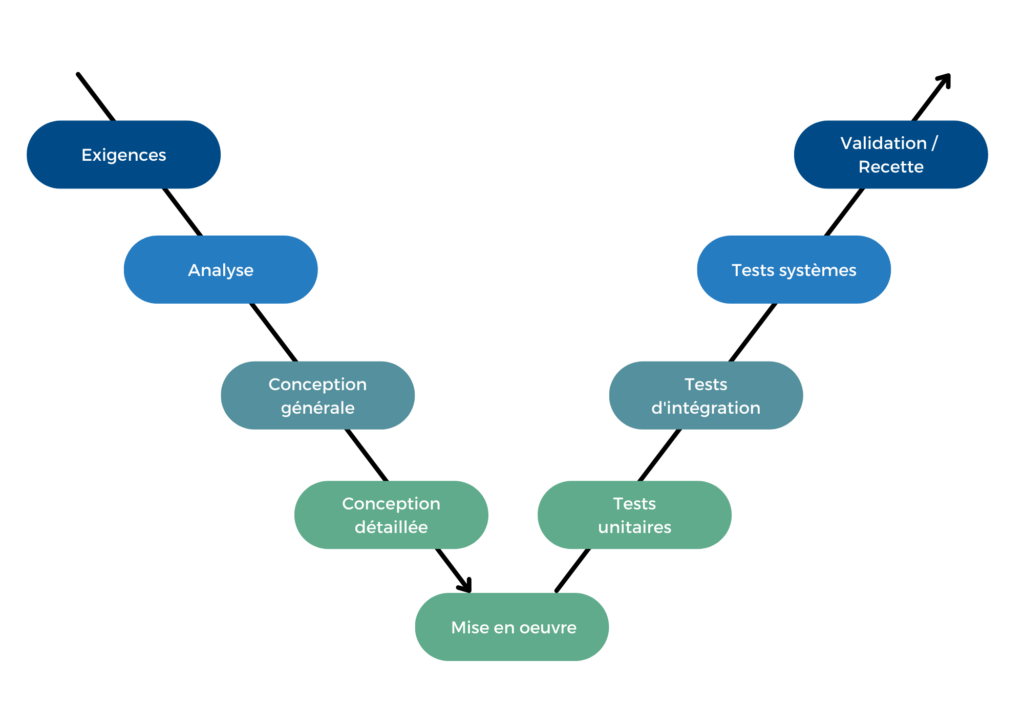 Exigences
Validation /
Recette
Analyse
Tests systèmes
Conception
générale
Tests
d'intégration
Conception
détaillée
Tests
unitaires
Mise en oeuvre